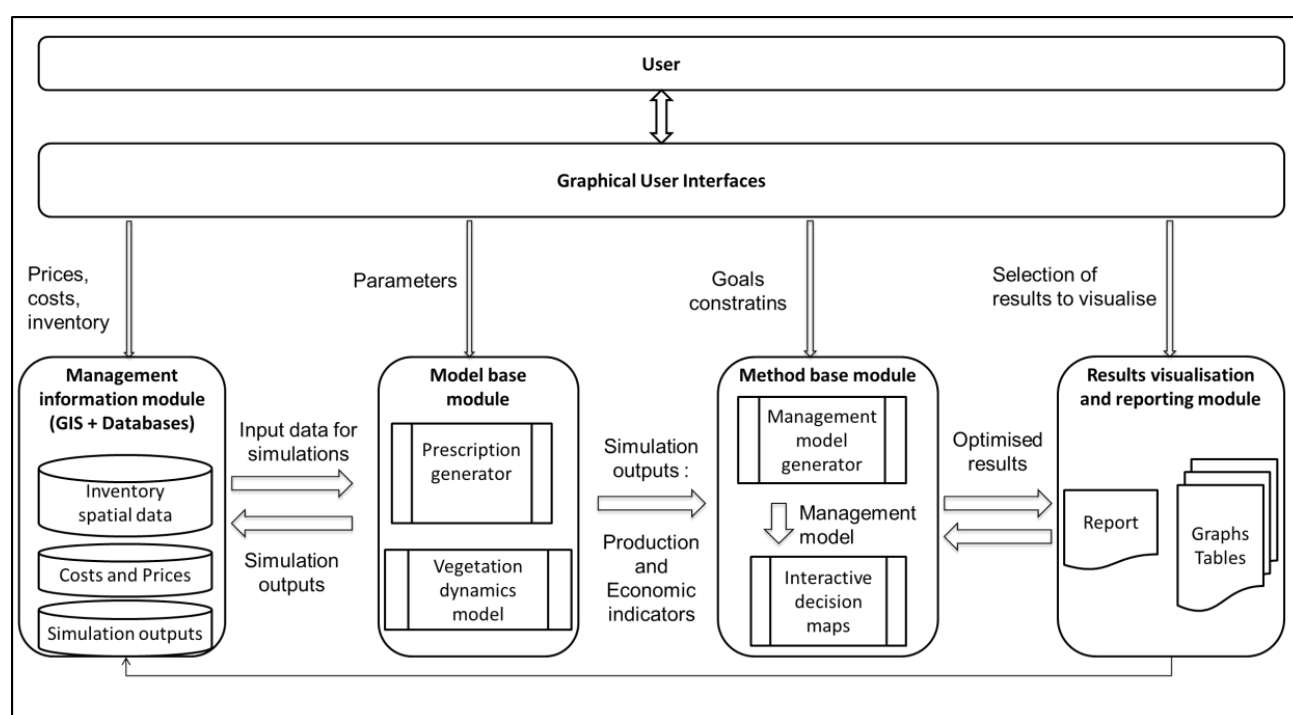 User
Graphical User Interfaces
Prices,
costs,
inventory
Parameters
Goals
constratins
Selection of
results to visualise
Management
information module
(GIS + Databases)
Inventory
spatial data
Costs and Prices
Simulation outputs
Input data for
simulations
Simulation
outputs
Model base
module
Prescription
generator
Vegetation
dynamics
model
Simulation
outputs :
Production
and
Economic
indicators
Method base module
Management
model
generator
Management
model
Interactive
decision
maps
Optimised
results
Results visualisation
and reporting module
Report
Graphs
Tables